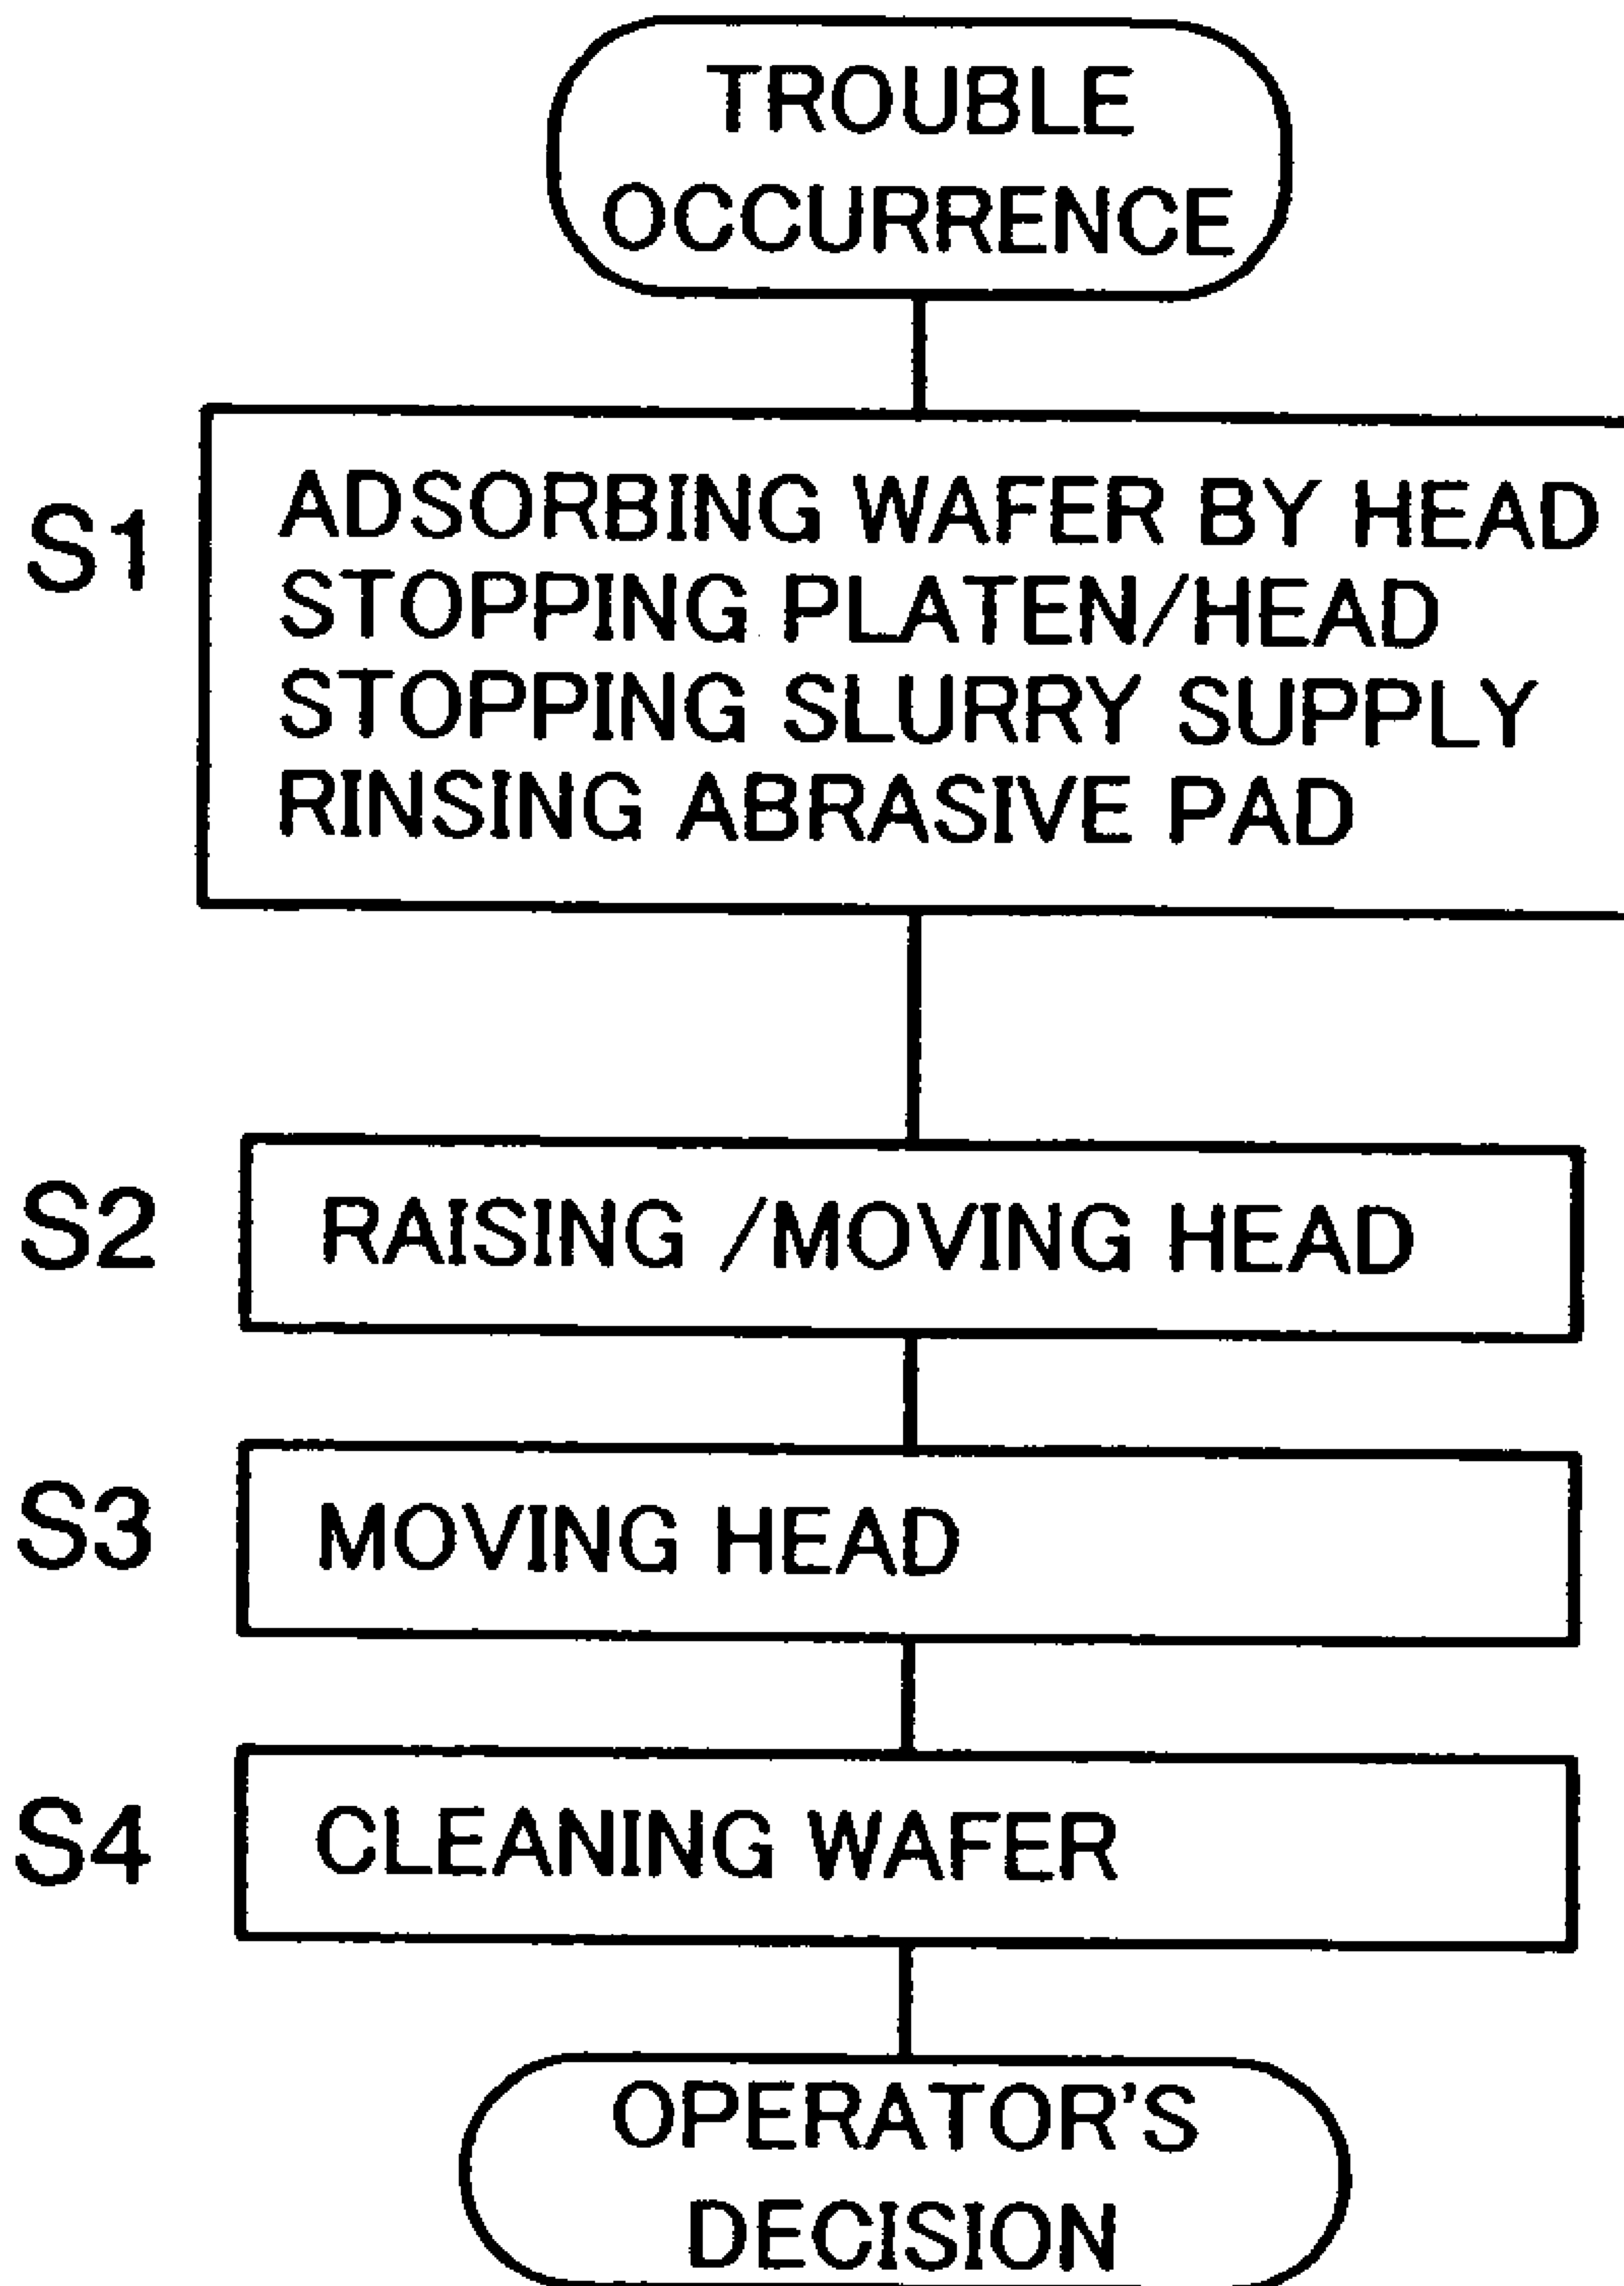 TROUBLE
OCCURRENCE
S1
ADSORBING WAFER BY HEAD
STOPPING PLATEN/HEAD
STOPPING SLURRY SUPPLY
RINSING ABRASIVE PAD
S2
RAISING /MOVING HEAD
S3
MOVING HEAD
S4
CLEANING WAFER
OPERATOR'S
DECISION